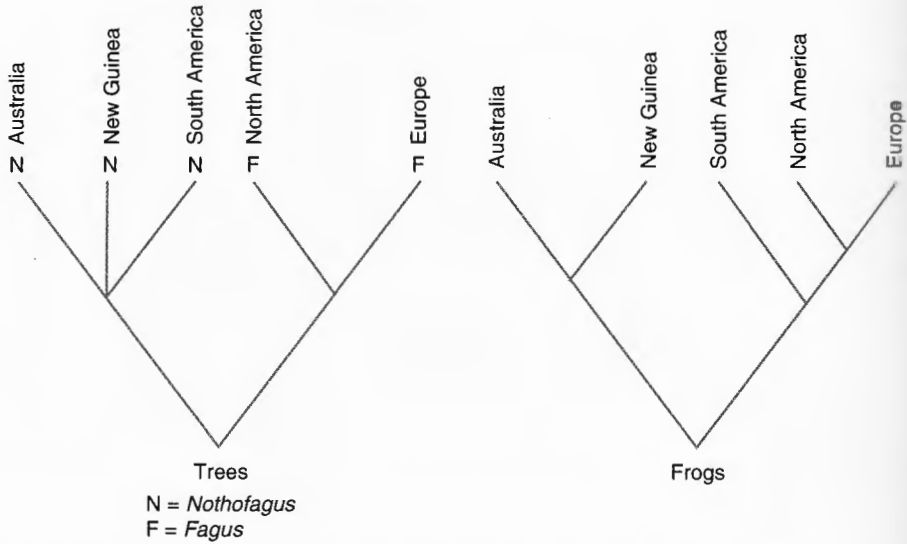 N Australia
N New Guinea
N South America
F North America
F Europe
Australia
New Guinea
South America
North America
Europe
Trees
N = Nothofagus
F = Fagus
Frogs